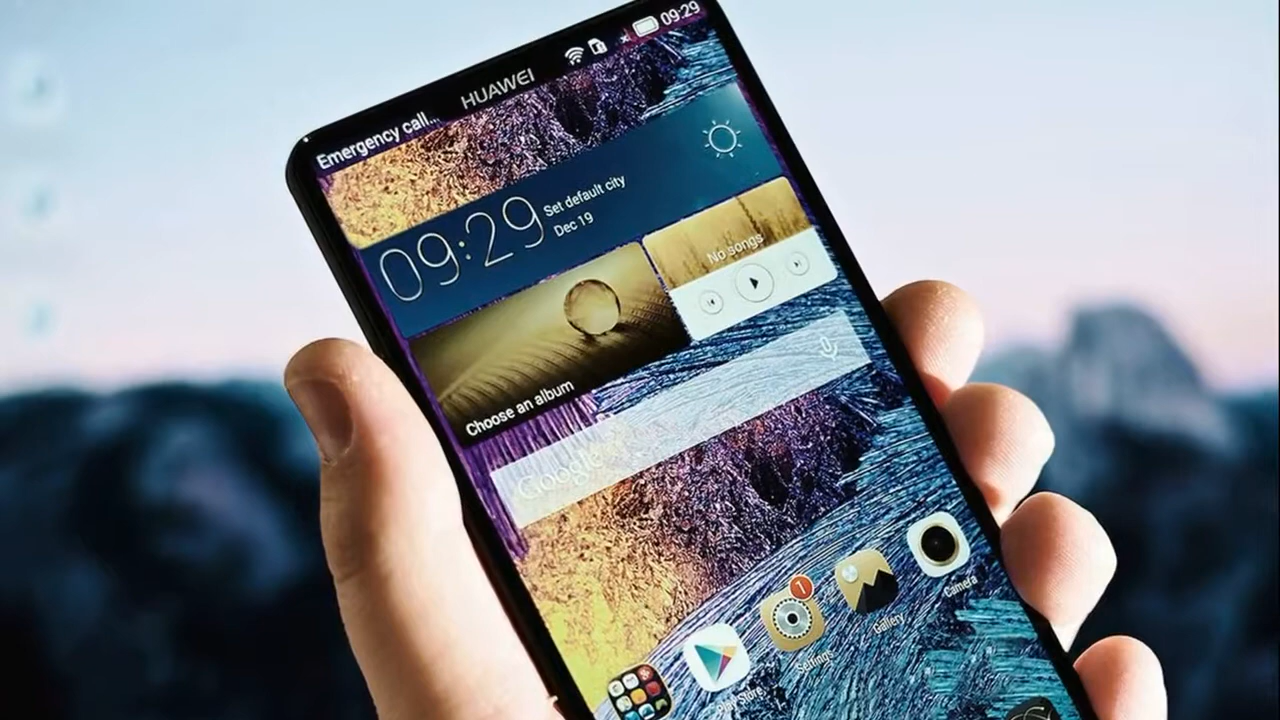 09:29
HUAWEI
Emergency call...
09:29
Set default city
Dec 19
No songs
Choose an album
Google
1
Camera
Gallery
Settings
Play Store